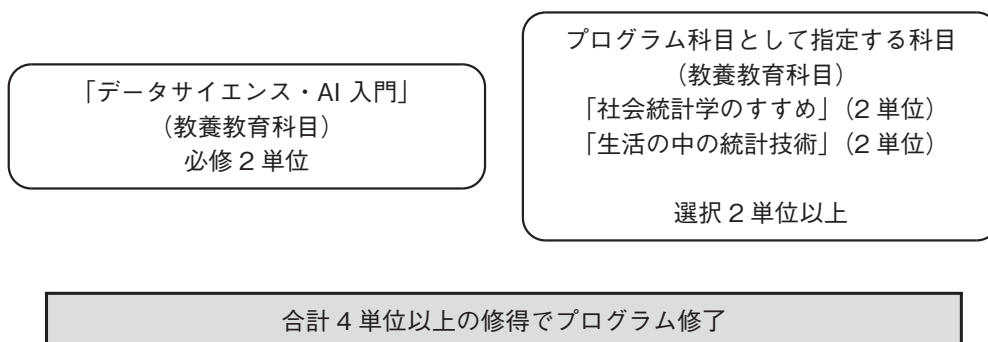 「データサイエンス・AI 入門」
（教養教育科目）
必修 2 単位
プログラム科目として指定する科目
（教養教育科目）
「社会統計学のすすめ」（2 単位）
「生活の中の統計技術」（2 単位）
選択 2 単位以上
合計 4 単位以上の修得でプログラム修了